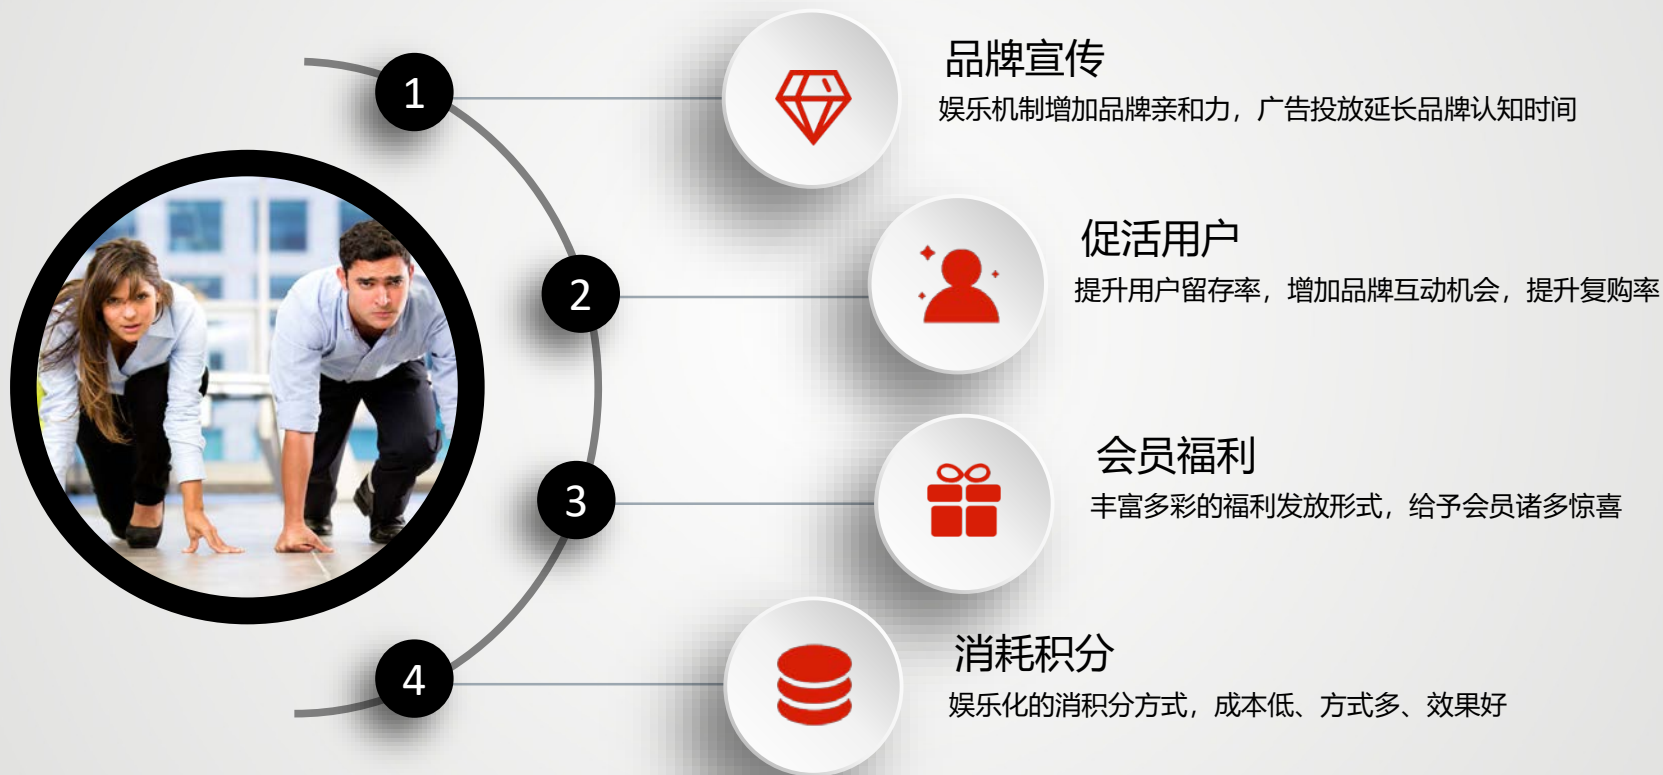 1
品牌宣传
娱乐机制增加品牌亲和力，广告投放延长品牌认知时间
2
促活用户
提升用户留存率，增加品牌互动机会，提升复购率
3
会员福利
丰富多彩的福利发放形式，给予会员诸多惊喜
4
消耗积分
娱乐化的消积分方式，成本低、方式多、效果好